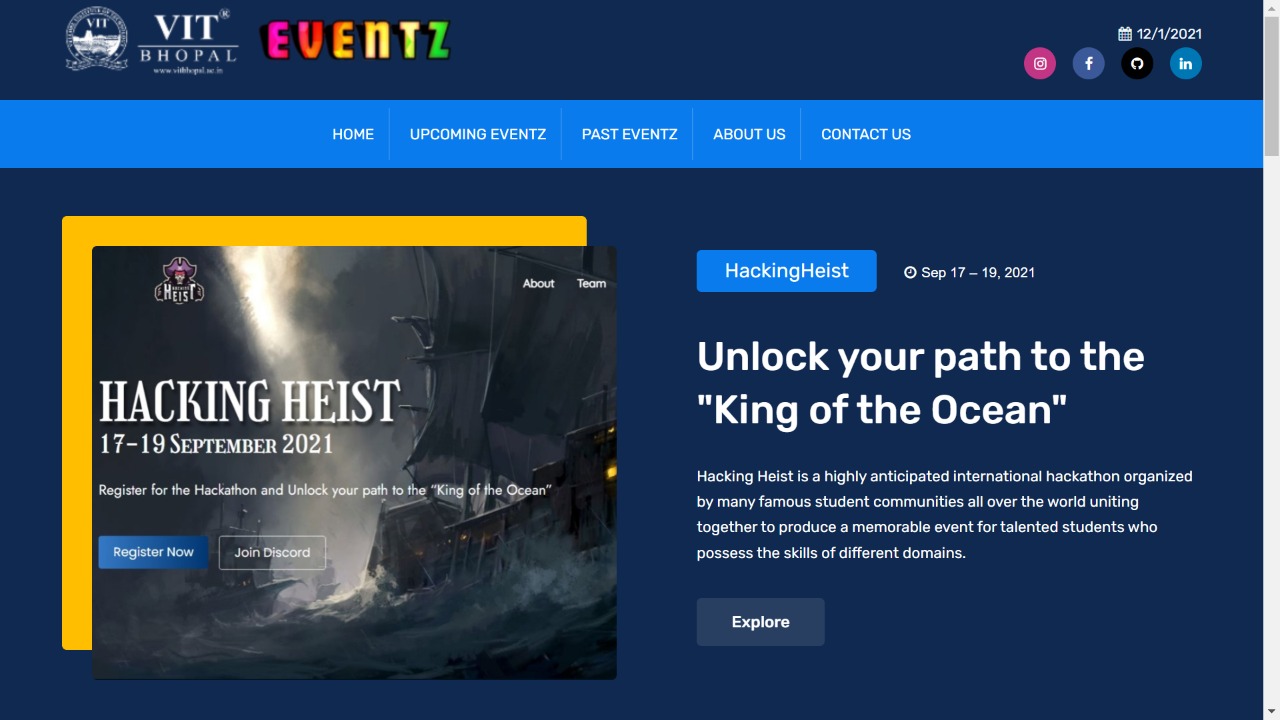 VIT®
BHOPAL
www.vitbhopal.ac.in
VIT
EVENTZ
12/1/2021
HOME
UPCOMING EVENTZ
PAST EVENTZ
ABOUT US
CONTACT US
HACKING
HEIST
About
Team
HACKING HEIST
17-19 SEPTEMBER 2021
Register for the Hackathon and Unlock your path to the “King of the Ocean”
Register Now
Join Discord
HackingHeist
Sep 17 – 19, 2021
Unlock your path to the
"King of the Ocean"
Hacking Heist is a highly anticipated international hackathon organized
by many famous student communities all over the world uniting
together to produce a memorable event for talented students who
possess the skills of different domains.
Explore